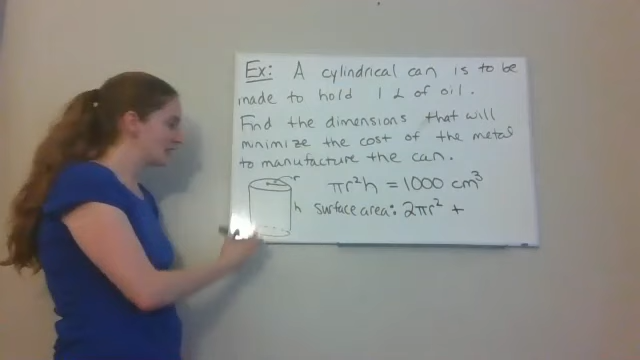 Ex: A cylindrical can is to be
made to hold 1 L of oil.
Find the dimensions that will
minimize the cost of the metal
to manufacture the can.
r
πr²h = 1000 cm³
h
surface area: 2πr² +